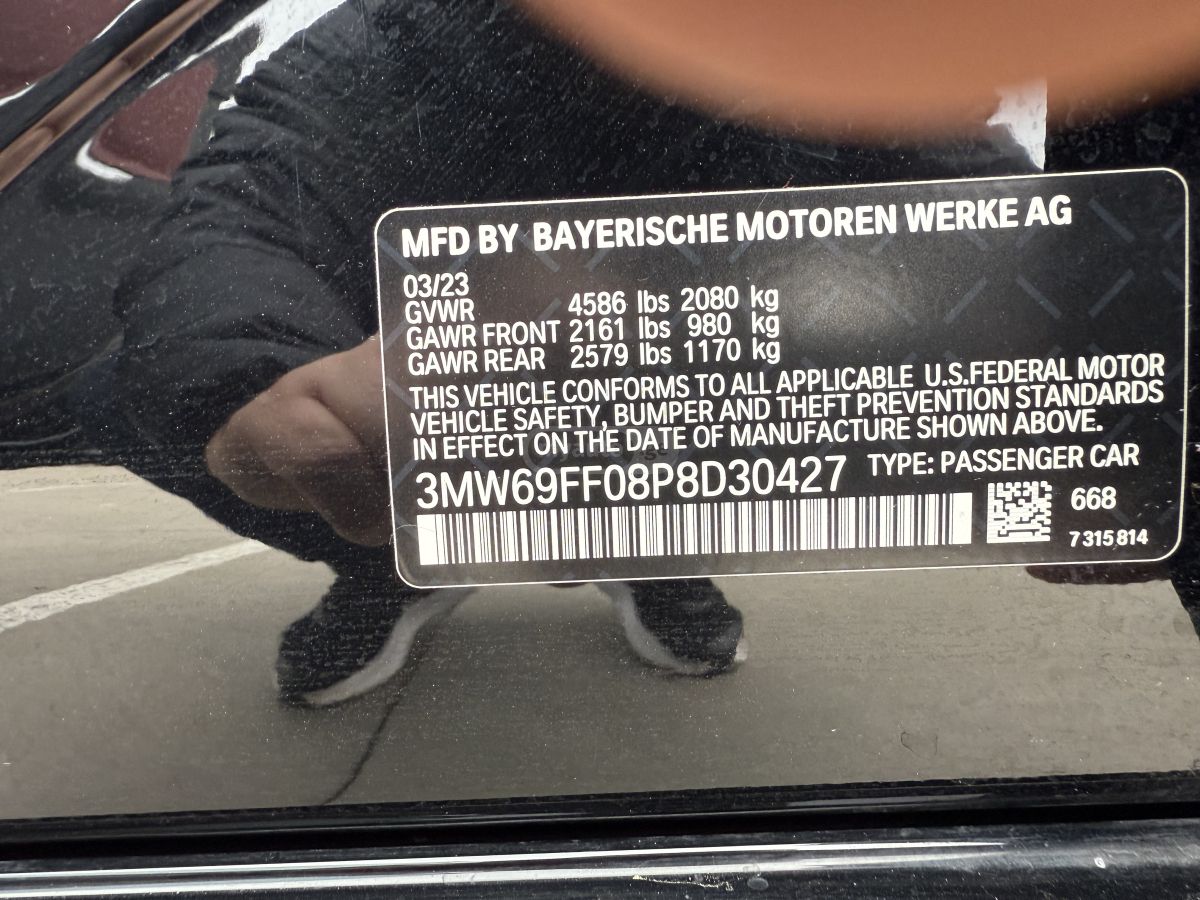 MFD BY BAYERISCHE MOTOREN WERKE AG
03/23
GVWR 4586 lbs 2080 kg
GAWR FRONT 2161 lbs 980 kg
GAWR REAR 2579 lbs 1170 kg
THIS VEHICLE CONFORMS TO ALL APPLICABLE U.S.FEDERAL MOTOR
VEHICLE SAFETY, BUMPER AND THEFT PREVENTION STANDARDS
IN EFFECT ON THE DATE OF MANUFACTURE SHOWN ABOVE.
3MW69FF08P8D30427 TYPE: PASSENGER CAR
668
7 315 814